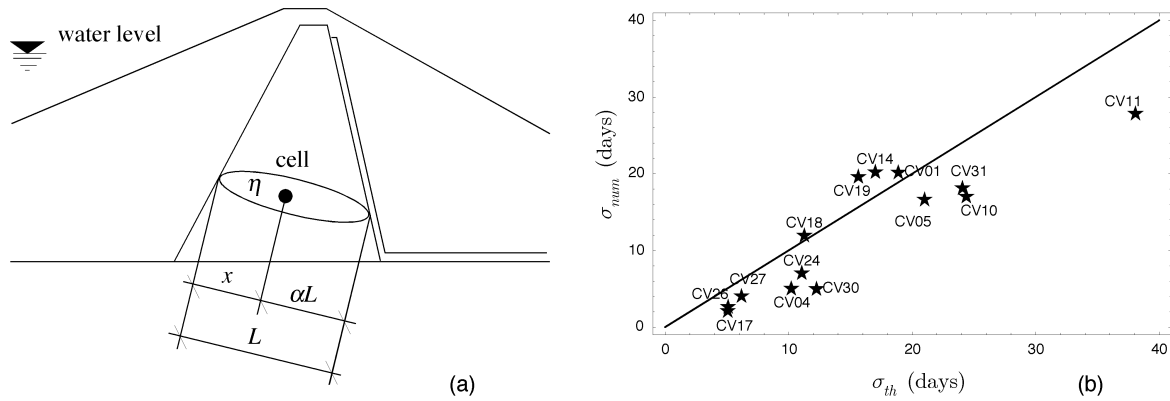 water level
cell
η
x
αL
L
(a)
σnum (days)
40
30
20
10
0
CV11
CV14
CV01
CV31
CV19
CV05
CV10
CV18
CV24
CV27
CV26
CV04
CV30
CV17
0
10
20
30
40
σth (days)
(b)